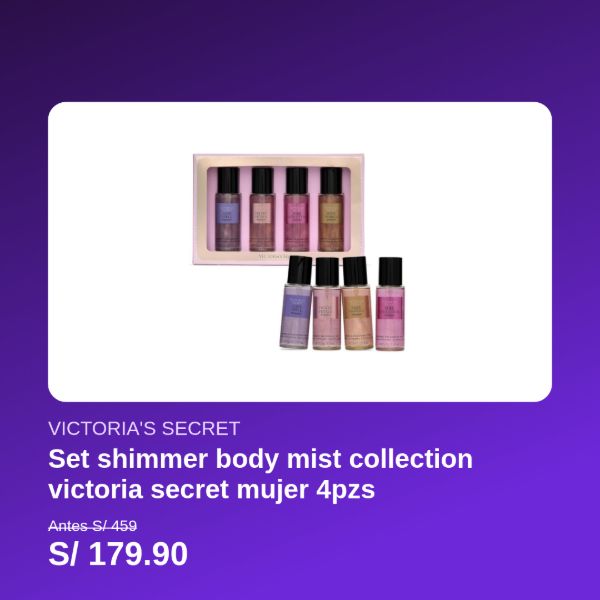 VICTORIA'S SECRET
Set shimmer body mist collection
victoria secret mujer 4pzs
Antes S/ 459
S/ 179.90